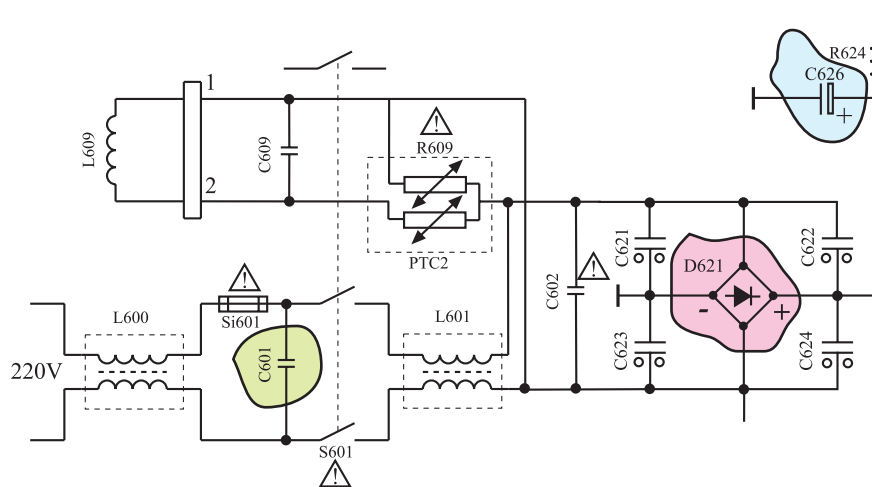 R624
C626
+
1
L609
C609
R609
2
PTC2
C621
C622
D621
C602
- +
Si601
L600
L601
C601
C623
C624
220V
S601